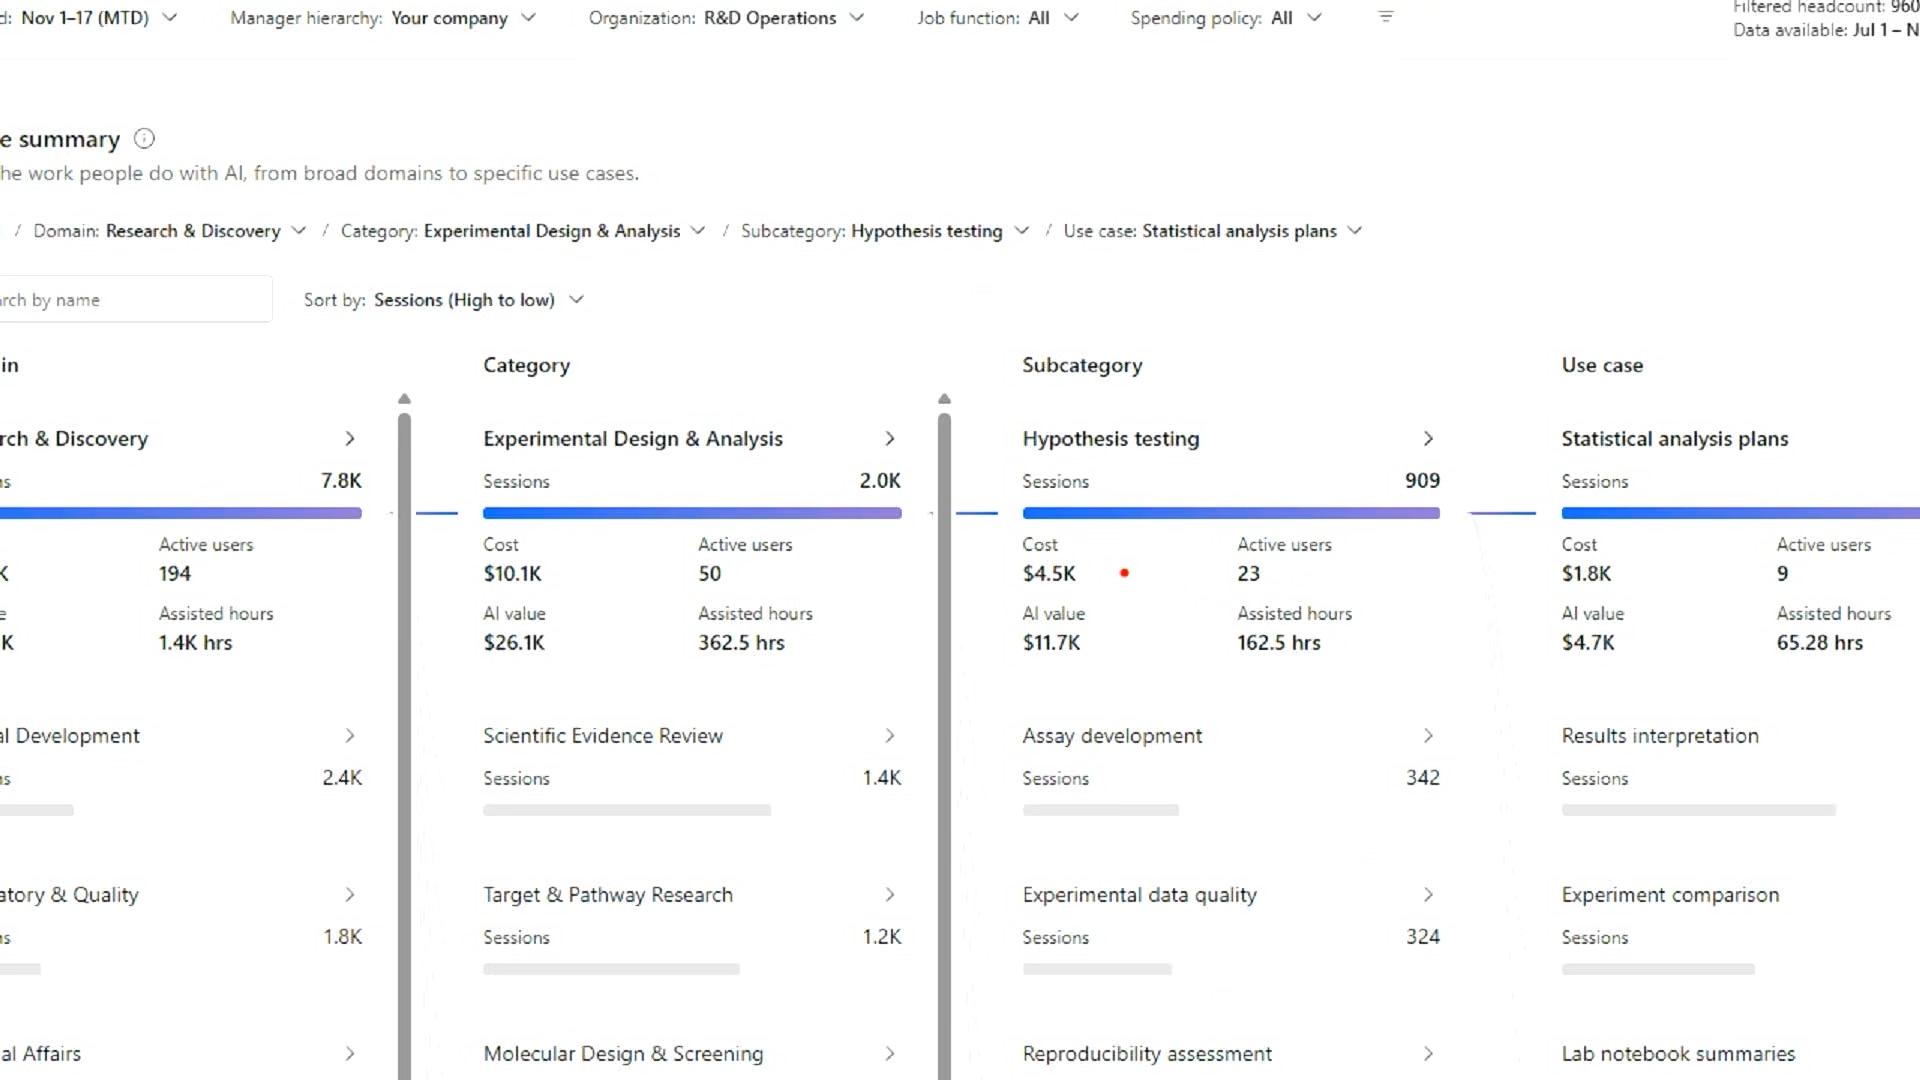 d: Nov 1–17 (MTD) Manager hierarchy: Your company Organization: R&D Operations Job function: All Spending policy: All Filtered headcount: 960
Data available: Jul 1 – N
e summary
he work people do with AI, from broad domains to specific use cases.
/ Domain: Research & Discovery / Category: Experimental Design & Analysis / Subcategory: Hypothesis testing / Use case: Statistical analysis plans
rch by name Sort by: Sessions (High to low)
in Category Subcategory Use case
rch & Discovery Experimental Design & Analysis Hypothesis testing Statistical analysis plans
s 7.8K Sessions 2.0K Sessions 909 Sessions
Active users Cost Active users Cost Active users Cost Active users
K 194 $10.1K 50 $4.5K 23 $1.8K 9
e Assisted hours AI value Assisted hours AI value Assisted hours AI value Assisted hours
K 1.4K hrs $26.1K 362.5 hrs $11.7K 162.5 hrs $4.7K 65.28 hrs
al Development Scientific Evidence Review Assay development Results interpretation
s 2.4K Sessions 1.4K Sessions 342 Sessions
atory & Quality Target & Pathway Research Experimental data quality Experiment comparison
s 1.8K Sessions 1.2K Sessions 324 Sessions
al Affairs Molecular Design & Screening Reproducibility assessment Lab notebook summaries